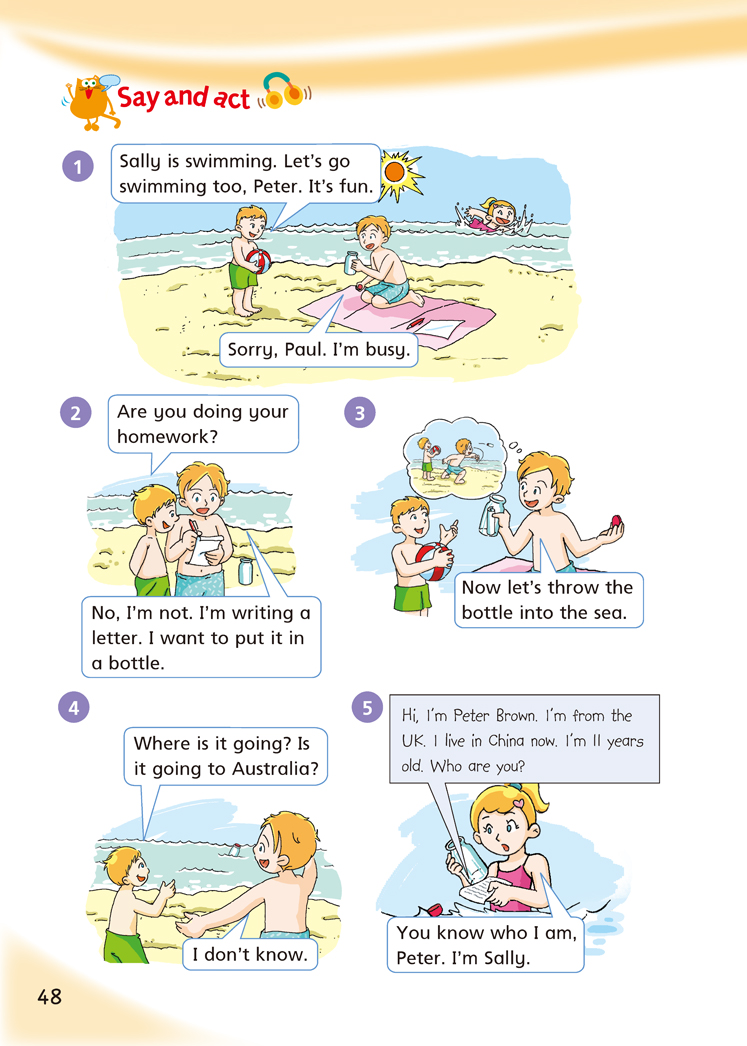 Say and act
1
Sally is swimming. Let's go
swimming too, Peter. It's fun.
Sorry, Paul. I'm busy.
2
Are you doing your
homework?
No, I'm not. I'm writing a
letter. I want to put it in
a bottle.
3
Now let's throw the
bottle into the sea.
4
Where is it going? Is
it going to Australia?
I don't know.
5
Hi, I'm Peter Brown. I'm from the
UK. I live in China now. I'm 11 years
old. Who are you?
You know who I am,
Peter. I'm Sally.
48